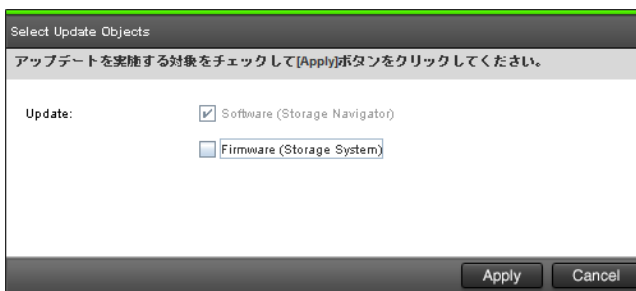 Select Update Objects
アップデートを実施する対象をチェックして[Apply]ボタンをクリックしてください。
Update:
Software (Storage Navigator)
Firmware (Storage System)
Apply Cancel